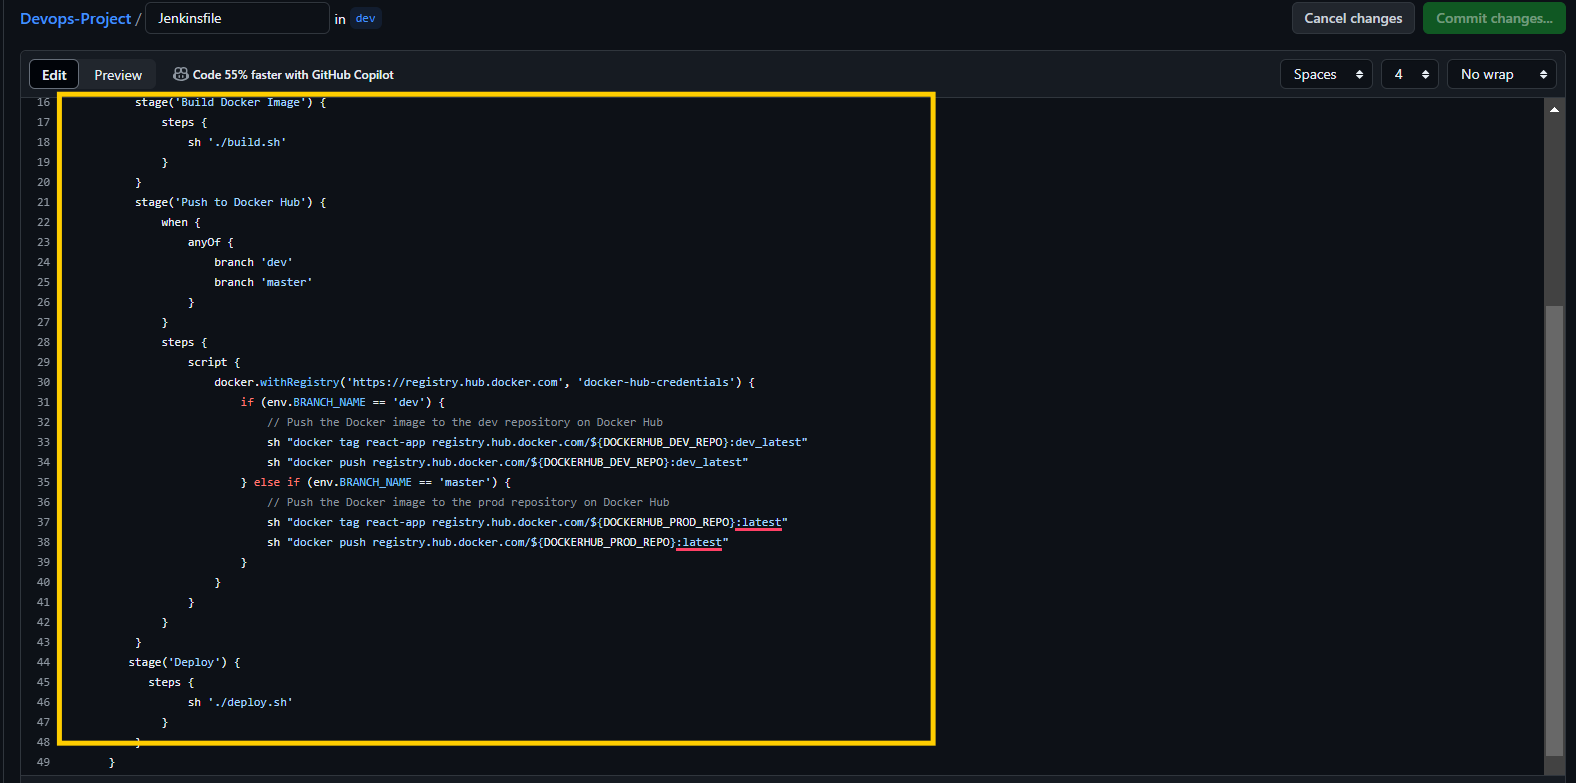 Devops-Project / Jenkinsfile in dev Cancel changes Commit changes...
Edit Preview Code 55% faster with GitHub Copilot Spaces 4 No wrap
16 stage('Build Docker Image') {
17 steps {
18 sh './build.sh'
19 }
20 }
21 stage('Push to Docker Hub') {
22 when {
23 anyOf {
24 branch 'dev'
25 branch 'master'
26 }
27 }
28 steps {
29 script {
30 docker.withRegistry('https://registry.hub.docker.com', 'docker-hub-credentials') {
31 if (env.BRANCH_NAME == 'dev') {
32 // Push the Docker image to the dev repository on Docker Hub
33 sh "docker tag react-app registry.hub.docker.com/${DOCKERHUB_DEV_REPO}:dev_latest"
34 sh "docker push registry.hub.docker.com/${DOCKERHUB_DEV_REPO}:dev_latest"
35 } else if (env.BRANCH_NAME == 'master') {
36 // Push the Docker image to the prod repository on Docker Hub
37 sh "docker tag react-app registry.hub.docker.com/${DOCKERHUB_PROD_REPO}:latest"
38 sh "docker push registry.hub.docker.com/${DOCKERHUB_PROD_REPO}:latest"
39 }
40 }
41 }
42 }
43 }
44 stage('Deploy') {
45 steps {
46 sh './deploy.sh'
47 }
48 }
49 }